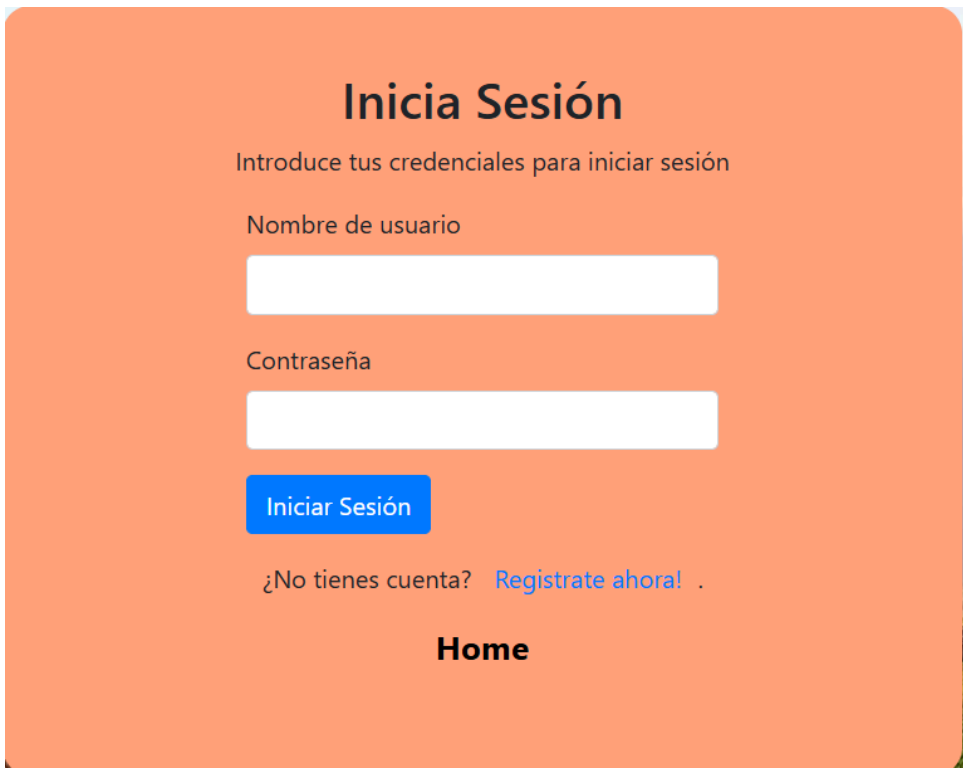 Inicia Sesión
Introduce tus credenciales para iniciar sesión
Nombre de usuario
Contraseña
Iniciar Sesión
¿No tienes cuenta? Registrate ahora! .
Home